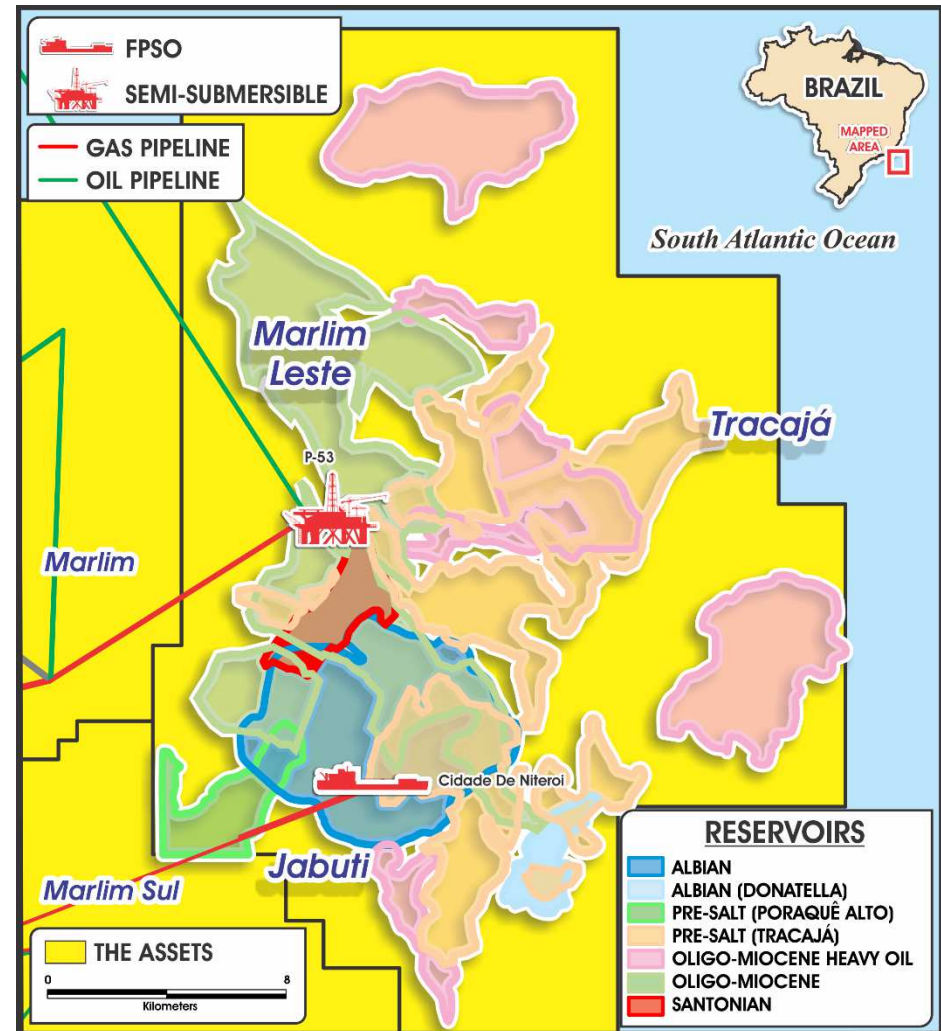 FPSO
SEMI-SUBMERSIBLE
GAS PIPELINE
OIL PIPELINE
BRAZIL
MAPPED
AREA
South Atlantic Ocean
Marlim
Leste
Tracajá
P-53
Marlim
Cidade De Niteroi
Jabuti
Marlim Sul
THE ASSETS
0 8
Kilometers
RESERVOIRS
ALBIAN
ALBIAN (DONATELLA)
PRE-SALT (PORAQUÊ ALTO)
PRE-SALT (TRACAJÁ)
OLIGO-MIOCENE HEAVY OIL
OLIGO-MIOCENE
SANTONIAN